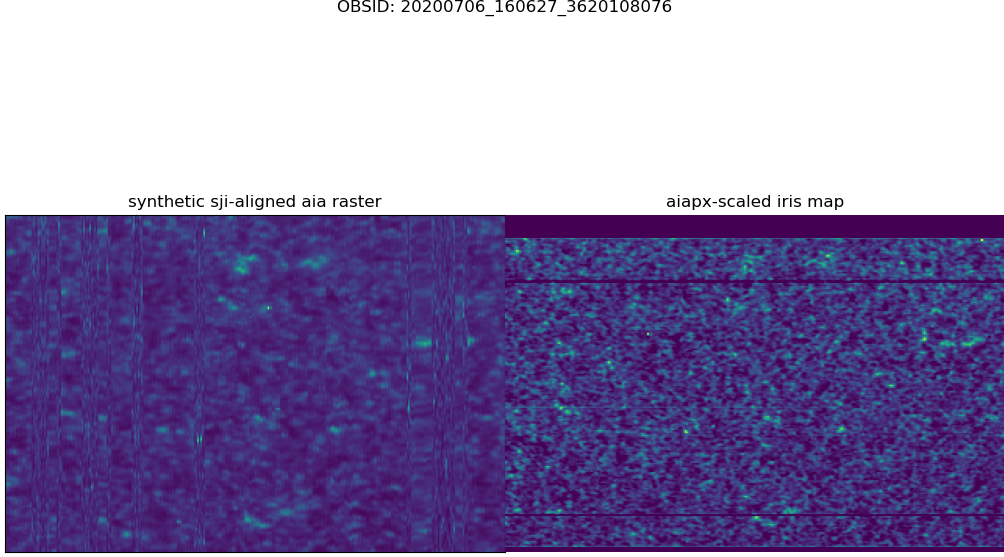 OBSID: 20200706_160627_3620108076
synthetic sji-aligned aia raster
aiapx-scaled iris map